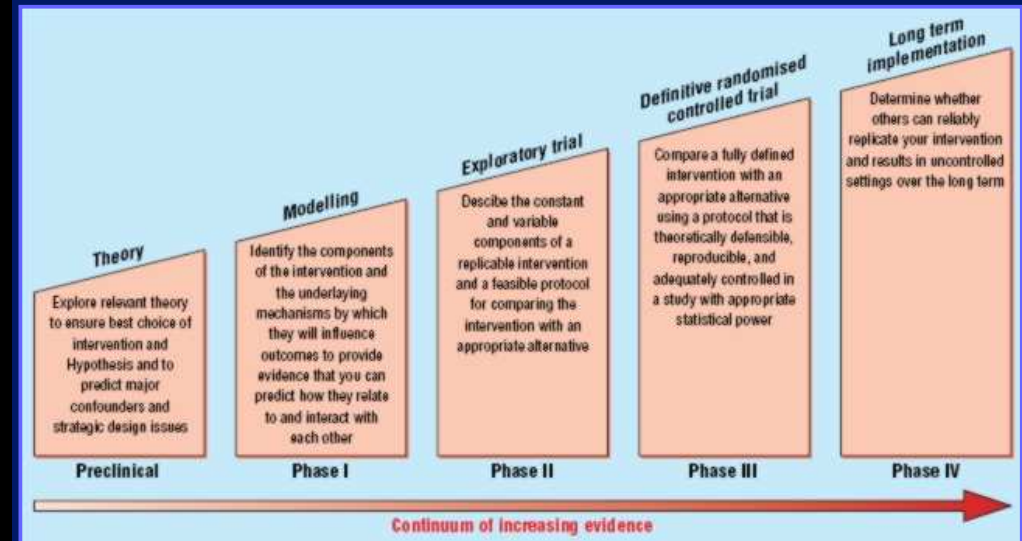 Theory
Explore relevant theory
to ensure best choice of
intervention and
Hypothesis and to
predict major
confounders and
strategic design issues
Preclinical
Modelling
Identify the components
of the intervention and
the underlaying
mechanisms by which
they will influence
outcomes to provide
evidence that you can
predict how they relate
to and interact with
each other
Phase I
Exploratory trial
Descibe the constant
and variable
components of a
replicable intervention
and a feasible protocol
for comparing the
intervention with an
appropriate alternative
Phase II
Definitive randomised
controlled trial
Compare a fully defined
intervention with an
appropriate alternative
using a protocol that is
theoretically defensible,
reproducible, and
adequately controlled in
a study with appropriate
statistical power
Phase III
Long term
implementation
Determine whether
others can reliably
replicate your intervention
and results in uncontrolled
settings over the long term
Phase IV
Continuum of increasing evidence